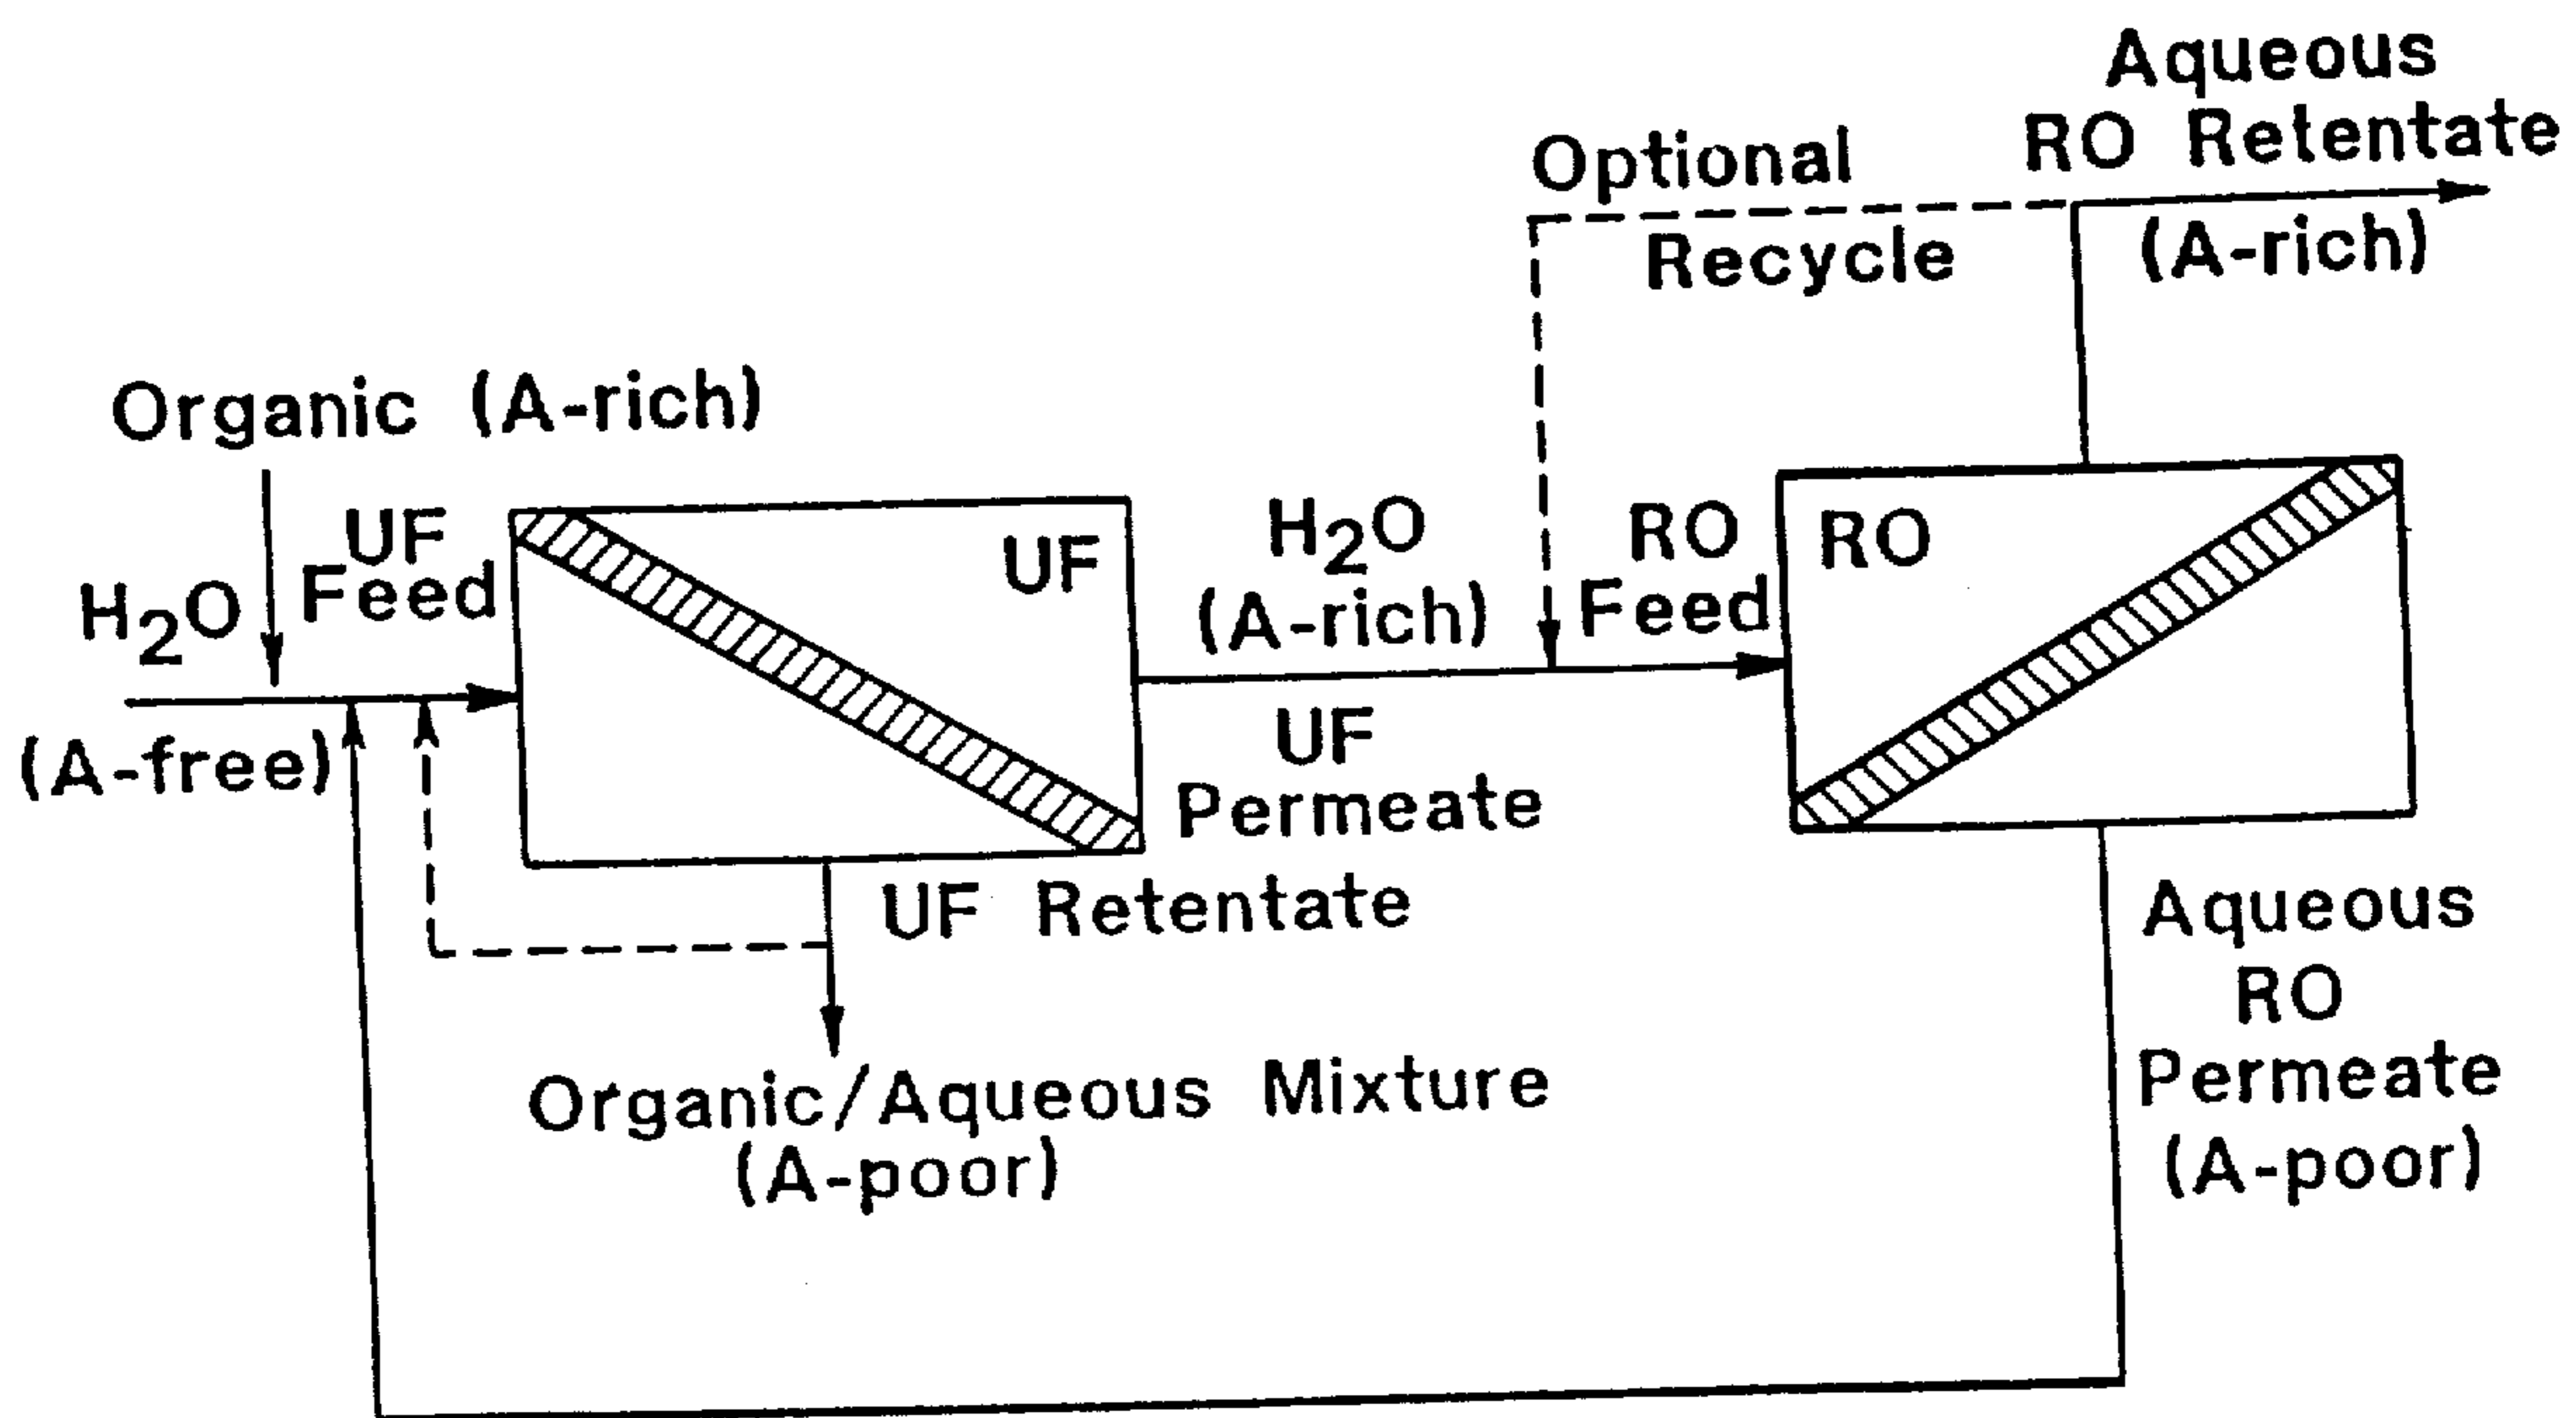 Aqueous
RO Retentate
(A-rich)
Optional
Recycle
Organic (A-rich)
UF
Feed
H2O
(A-free)
UF
H2O
(A-rich)
UF
Permeate
RO
Feed
RO
UF Retentate
Organic/Aqueous Mixture
(A-poor)
Aqueous
RO
Permeate
(A-poor)